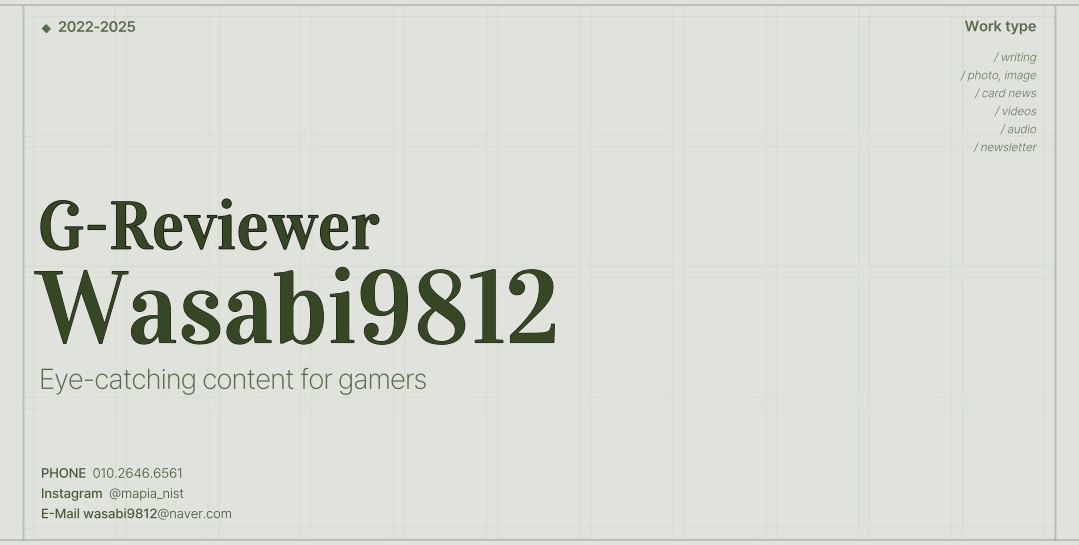 ◆ 2022-2025
Work type
/ writing
/ photo, image
/ card news
/ videos
/ audio
/ newsletter
G-Reviewer
Wasabi9812
Eye-catching content for gamers
PHONE 010.2646.6561
Instagram @mapia_nist
E-Mail wasabi9812@naver.com